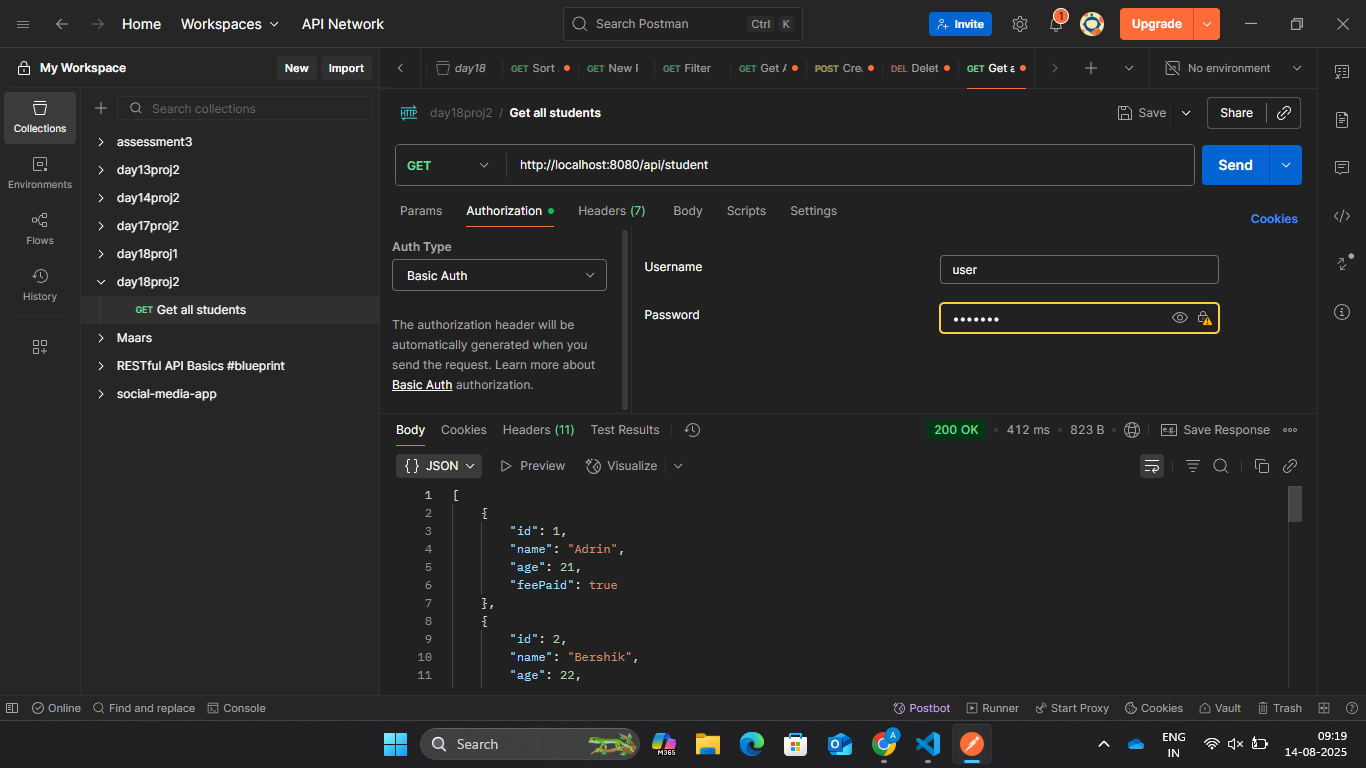 Home Workspaces API Network Search Postman Ctrl K Invite 1 Upgrade
My Workspace New Import day18 GET Sort GET New F GET Filter GET Get A POST Cre DEL Delet GET Get a No environment
Collections
Environments
Flows
History
Search collections
assessment3
day13proj2
day14proj2
day17proj2
day18proj1
day18proj2
GET Get all students
Maars
RESTful API Basics #blueprint
social-media-app
HTTP day18proj2 / Get all students Save Share
GET http://localhost:8080/api/student Send
Params Authorization Headers (7) Body Scripts Settings Cookies
Auth Type
Basic Auth
The authorization header will be
automatically generated when you
send the request. Learn more about
Basic Auth authorization.
Username user
Password •••••••
Body Cookies Headers (11) Test Results 200 OK • 412 ms • 823 B e.g. Save Response
{} JSON Preview Visualize
1 [
2 {
3 "id": 1,
4 "name": "Adrin",
5 "age": 21,
6 "feePaid": true
7 },
8 {
9 "id": 2,
10 "name": "Bershik",
11 "age": 22,
Online Find and replace Console Postbot Runner Start Proxy Cookies Vault Trash
Search M365 A ENG
IN
09:19
14-08-2025